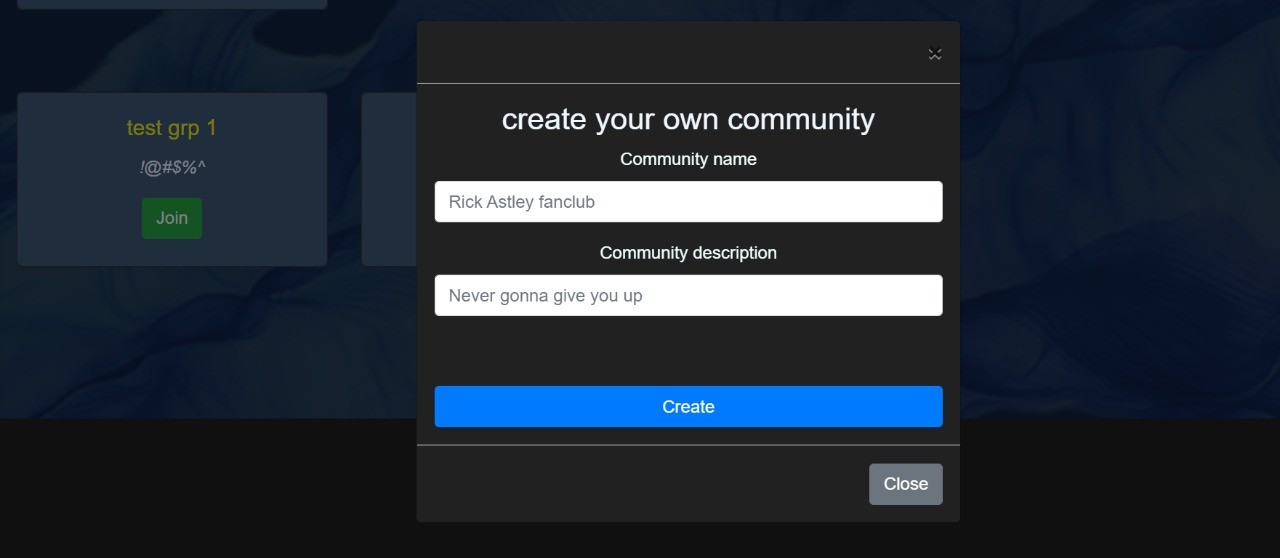 ×
create your own community
Community name
Rick Astley fanclub
Community description
Never gonna give you up
Create
Close
test grp 1
!@#$%^
Join